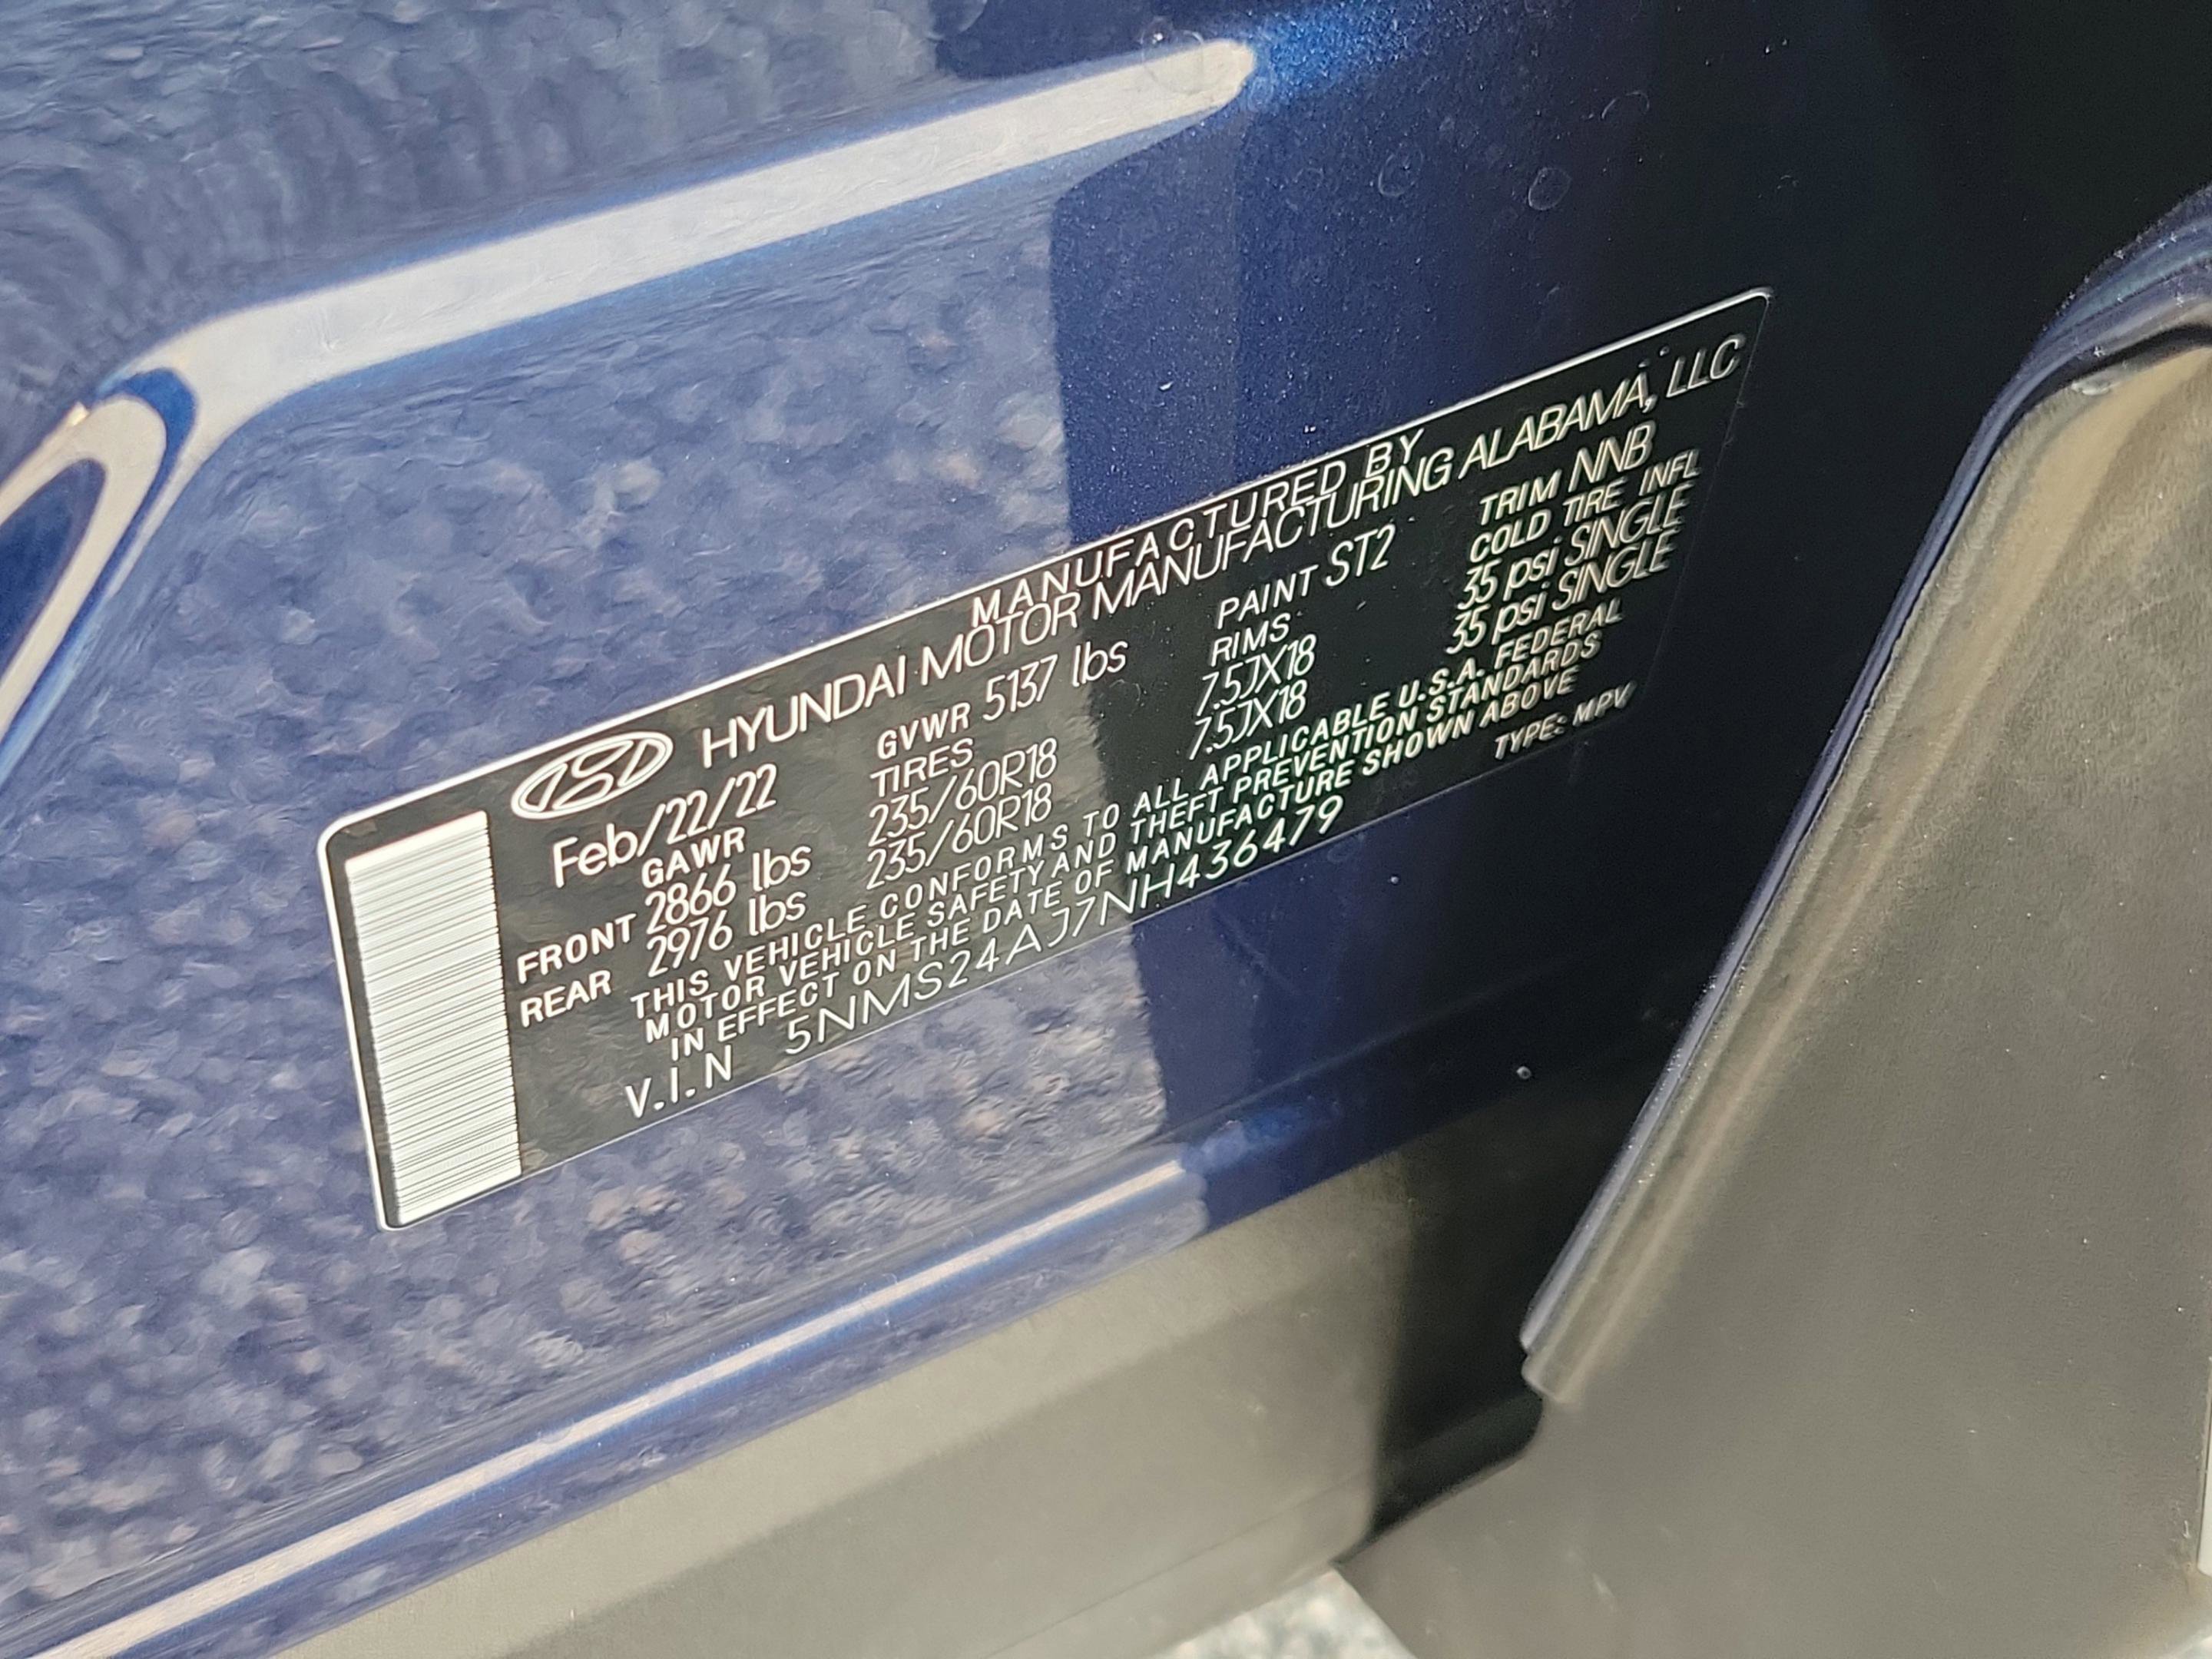 MANUFACTURED BY
HYUNDAI MOTOR MANUFACTURING ALABAMA, LLC
Feb/22/22 GVWR 5137 lbs PAINT ST2 TRIM NNB
GAWR TIRES RIMS COLD TIRE INFL
FRONT 2866 lbs 235/60R18 7.5JX18 35 psi SINGLE
REAR 2976 lbs 235/60R18 7.5JX18 35 psi SINGLE
THIS VEHICLE CONFORMS TO ALL APPLICABLE U.S.A. FEDERAL
MOTOR VEHICLE SAFETY AND THEFT PREVENTION STANDARDS
IN EFFECT ON THE DATE OF MANUFACTURE SHOWN ABOVE
V.I.N 5NMS24AJ7NH436479 TYPE: MPV